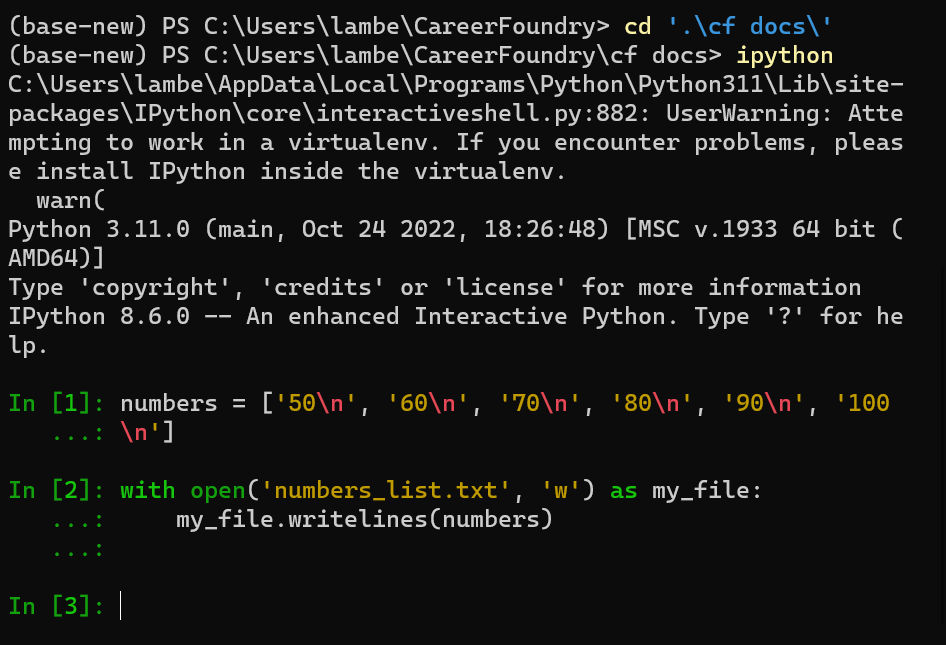 (base-new) PS C:\Users\lambe\CareerFoundry> cd '.\cf docs\'
(base-new) PS C:\Users\lambe\CareerFoundry\cf docs> ipython
C:\Users\lambe\AppData\Local\Programs\Python\Python311\Lib\site-
packages\IPython\core\interactiveshell.py:882: UserWarning: Atte
mpting to work in a virtualenv. If you encounter problems, pleas
e install IPython inside the virtualenv.
  warn(
Python 3.11.0 (main, Oct 24 2022, 18:26:48) [MSC v.1933 64 bit (
AMD64)]
Type 'copyright', 'credits' or 'license' for more information
IPython 8.6.0 -- An enhanced Interactive Python. Type '?' for he
lp.

In [1]: numbers = ['50\n', '60\n', '70\n', '80\n', '90\n', '100
   ...: \n']

In [2]: with open('numbers_list.txt', 'w') as my_file:
   ...:     my_file.writelines(numbers)
   ...:

In [3]: